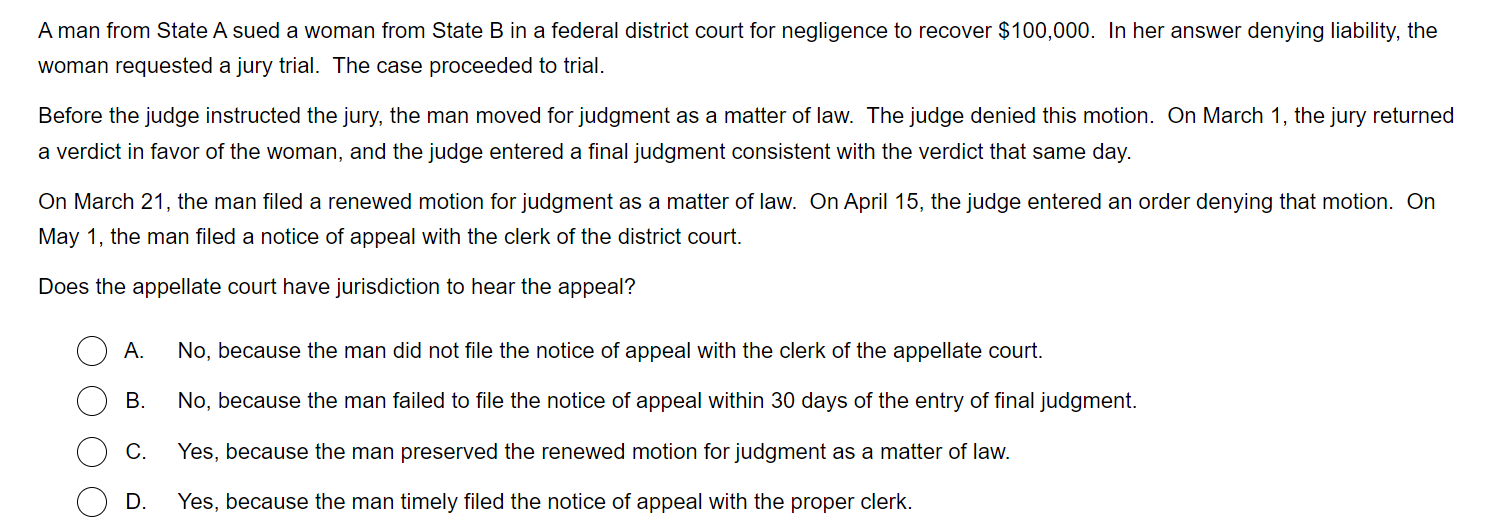 A man from State A sued a woman from State B in a federal district court for negligence to recover $100,000.  In her answer denying liability, the
woman requested a jury trial.  The case proceeded to trial.
Before the judge instructed the jury, the man moved for judgment as a matter of law.  The judge denied this motion.  On March 1, the jury returned
a verdict in favor of the woman, and the judge entered a final judgment consistent with the verdict that same day.
On March 21, the man filed a renewed motion for judgment as a matter of law.  On April 15, the judge entered an order denying that motion.  On
May 1, the man filed a notice of appeal with the clerk of the district court.
Does the appellate court have jurisdiction to hear the appeal?
A. No, because the man did not file the notice of appeal with the clerk of the appellate court.
B. No, because the man failed to file the notice of appeal within 30 days of the entry of final judgment.
C. Yes, because the man preserved the renewed motion for judgment as a matter of law.
D. Yes, because the man timely filed the notice of appeal with the proper clerk.